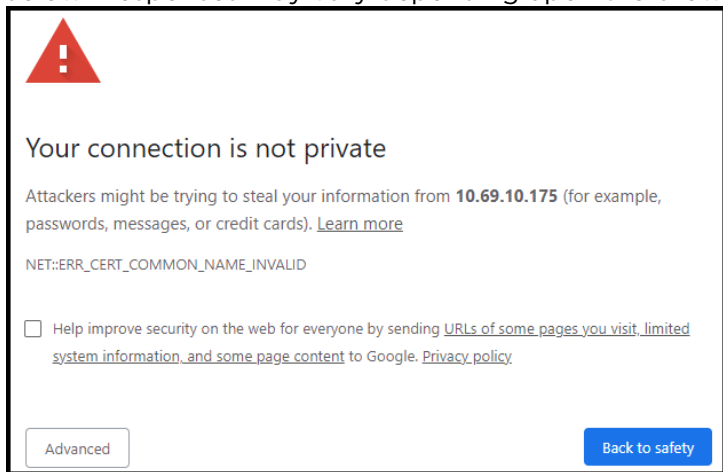 Your connection is not private
Attackers might be trying to steal your information from 10.69.10.175 (for example,
passwords, messages, or credit cards). Learn more
NET::ERR_CERT_COMMON_NAME_INVALID
Help improve security on the web for everyone by sending URLs of some pages you visit, limited
system information, and some page content to Google. Privacy policy
Advanced
Back to safety